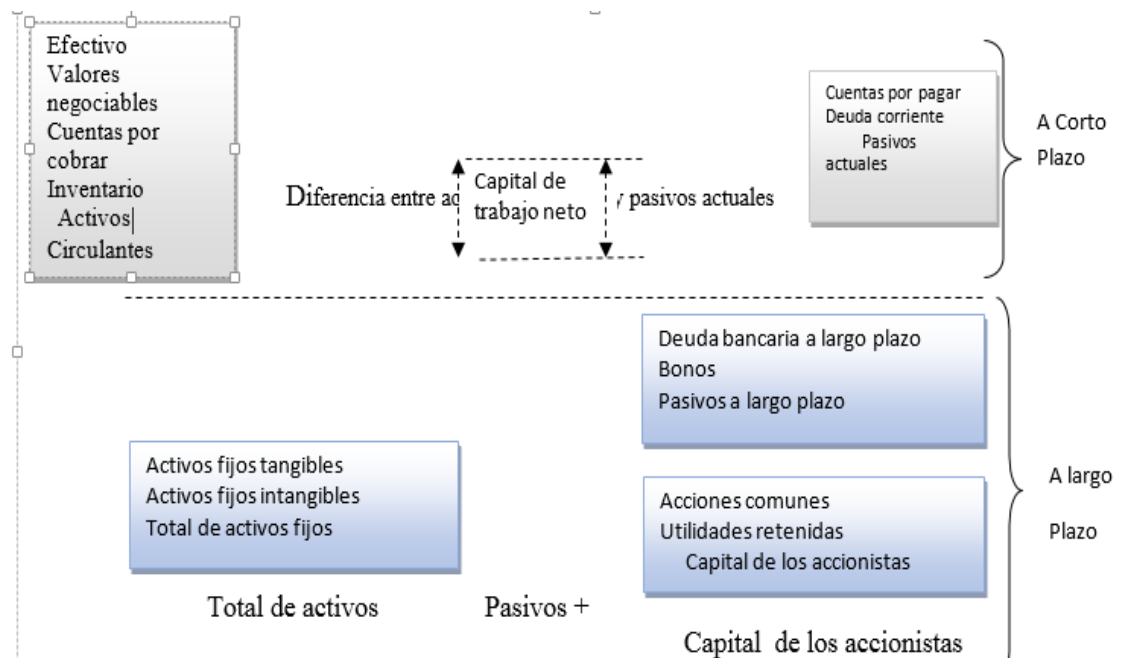 Efectivo
Valores
negociables
Cuentas por
cobrar
Inventario
Activos
Circulantes
Diferencia entre
Capital de
trabajo neto
y pasivos actuales
Cuentas por pagar
Deuda corriente
Pasivos
actuales
A Corto
Plazo
Deuda bancaria a largo plazo
Bonos
Pasivos a largo plazo
Activos fijos tangibles
Activos fijos intangibles
Total de activos fijos
Acciones comunes
Utilidades retenidas
Capital de los accionistas
A largo
Plazo
Total de activos
Pasivos +
Capital de los accionistas